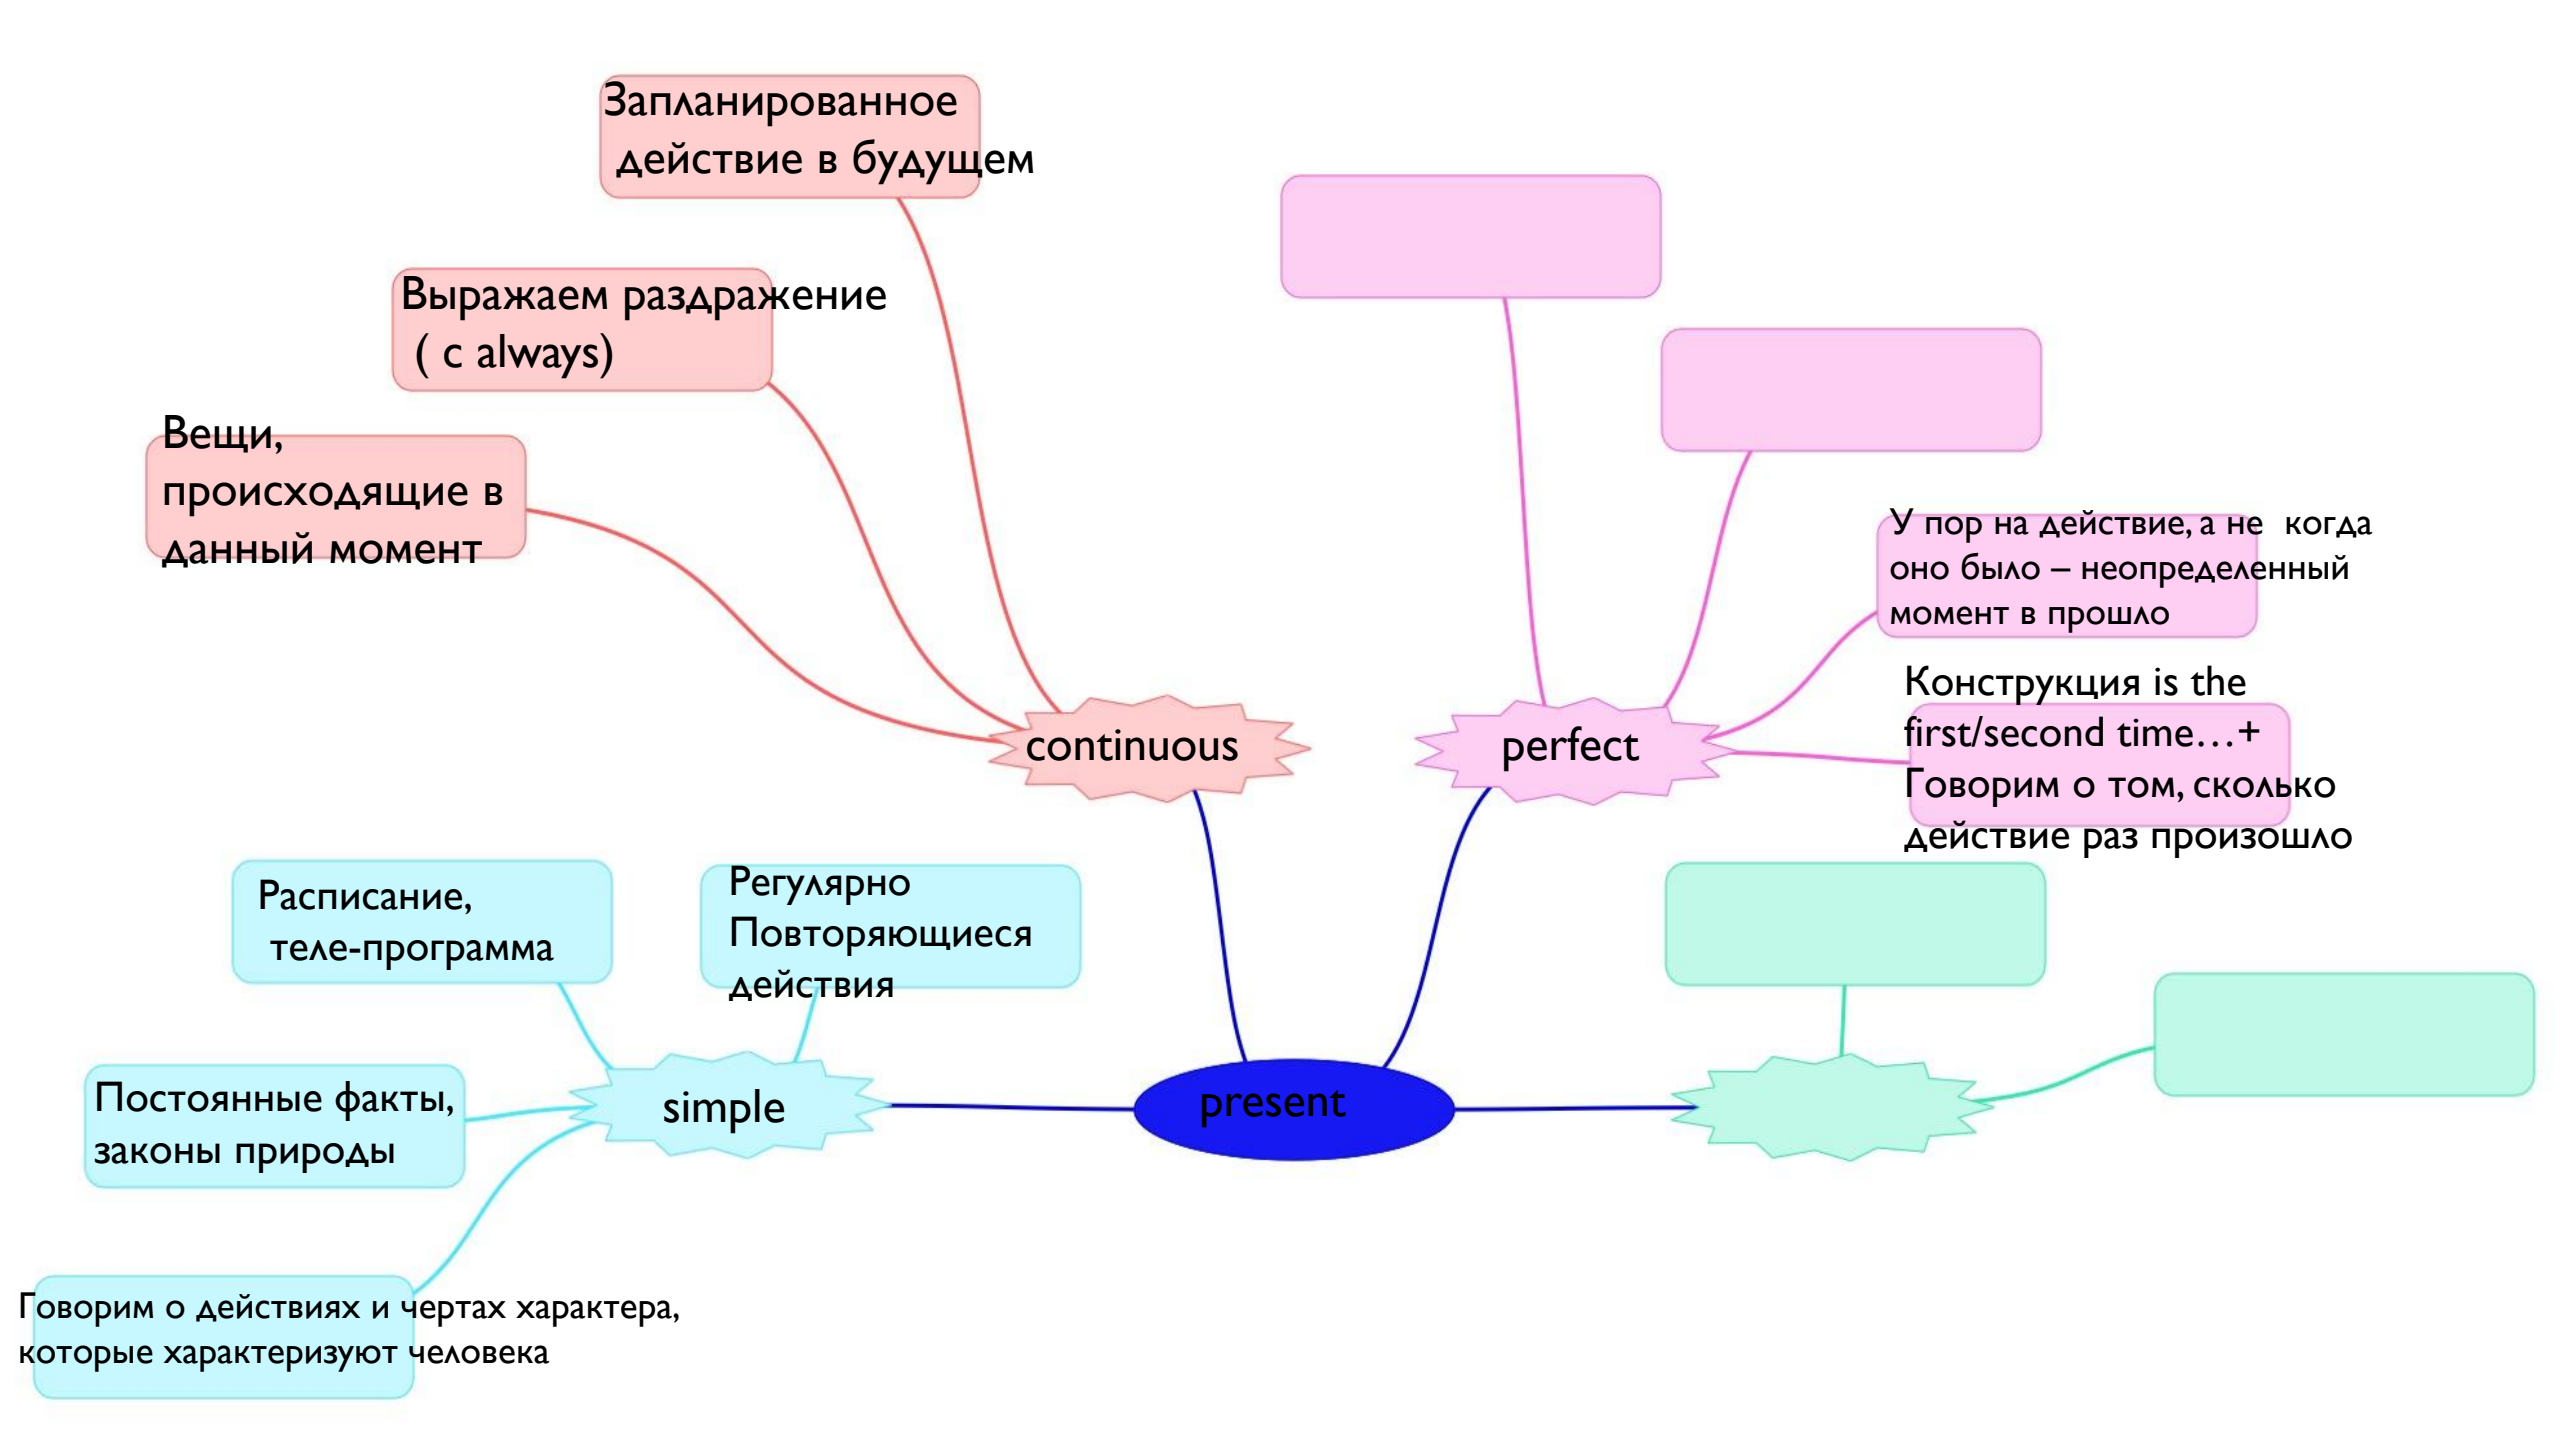 Запланированное
действие в будущем
Выражаем раздражение
( с always)
Вещи,
происходящие в
данный момент
У пор на действие, а не когда
оно было – неопределенный
момент в прошло
Конструкция is the
first/second time…+
Говорим о том, сколько
действие раз произошло
continuous
perfect
Расписание,
теле-программа
Регулярно
Повторяющиеся
действия
Постоянные факты,
законы природы
simple
present
Говорим о действиях и чертах характера,
которые характеризуют человека